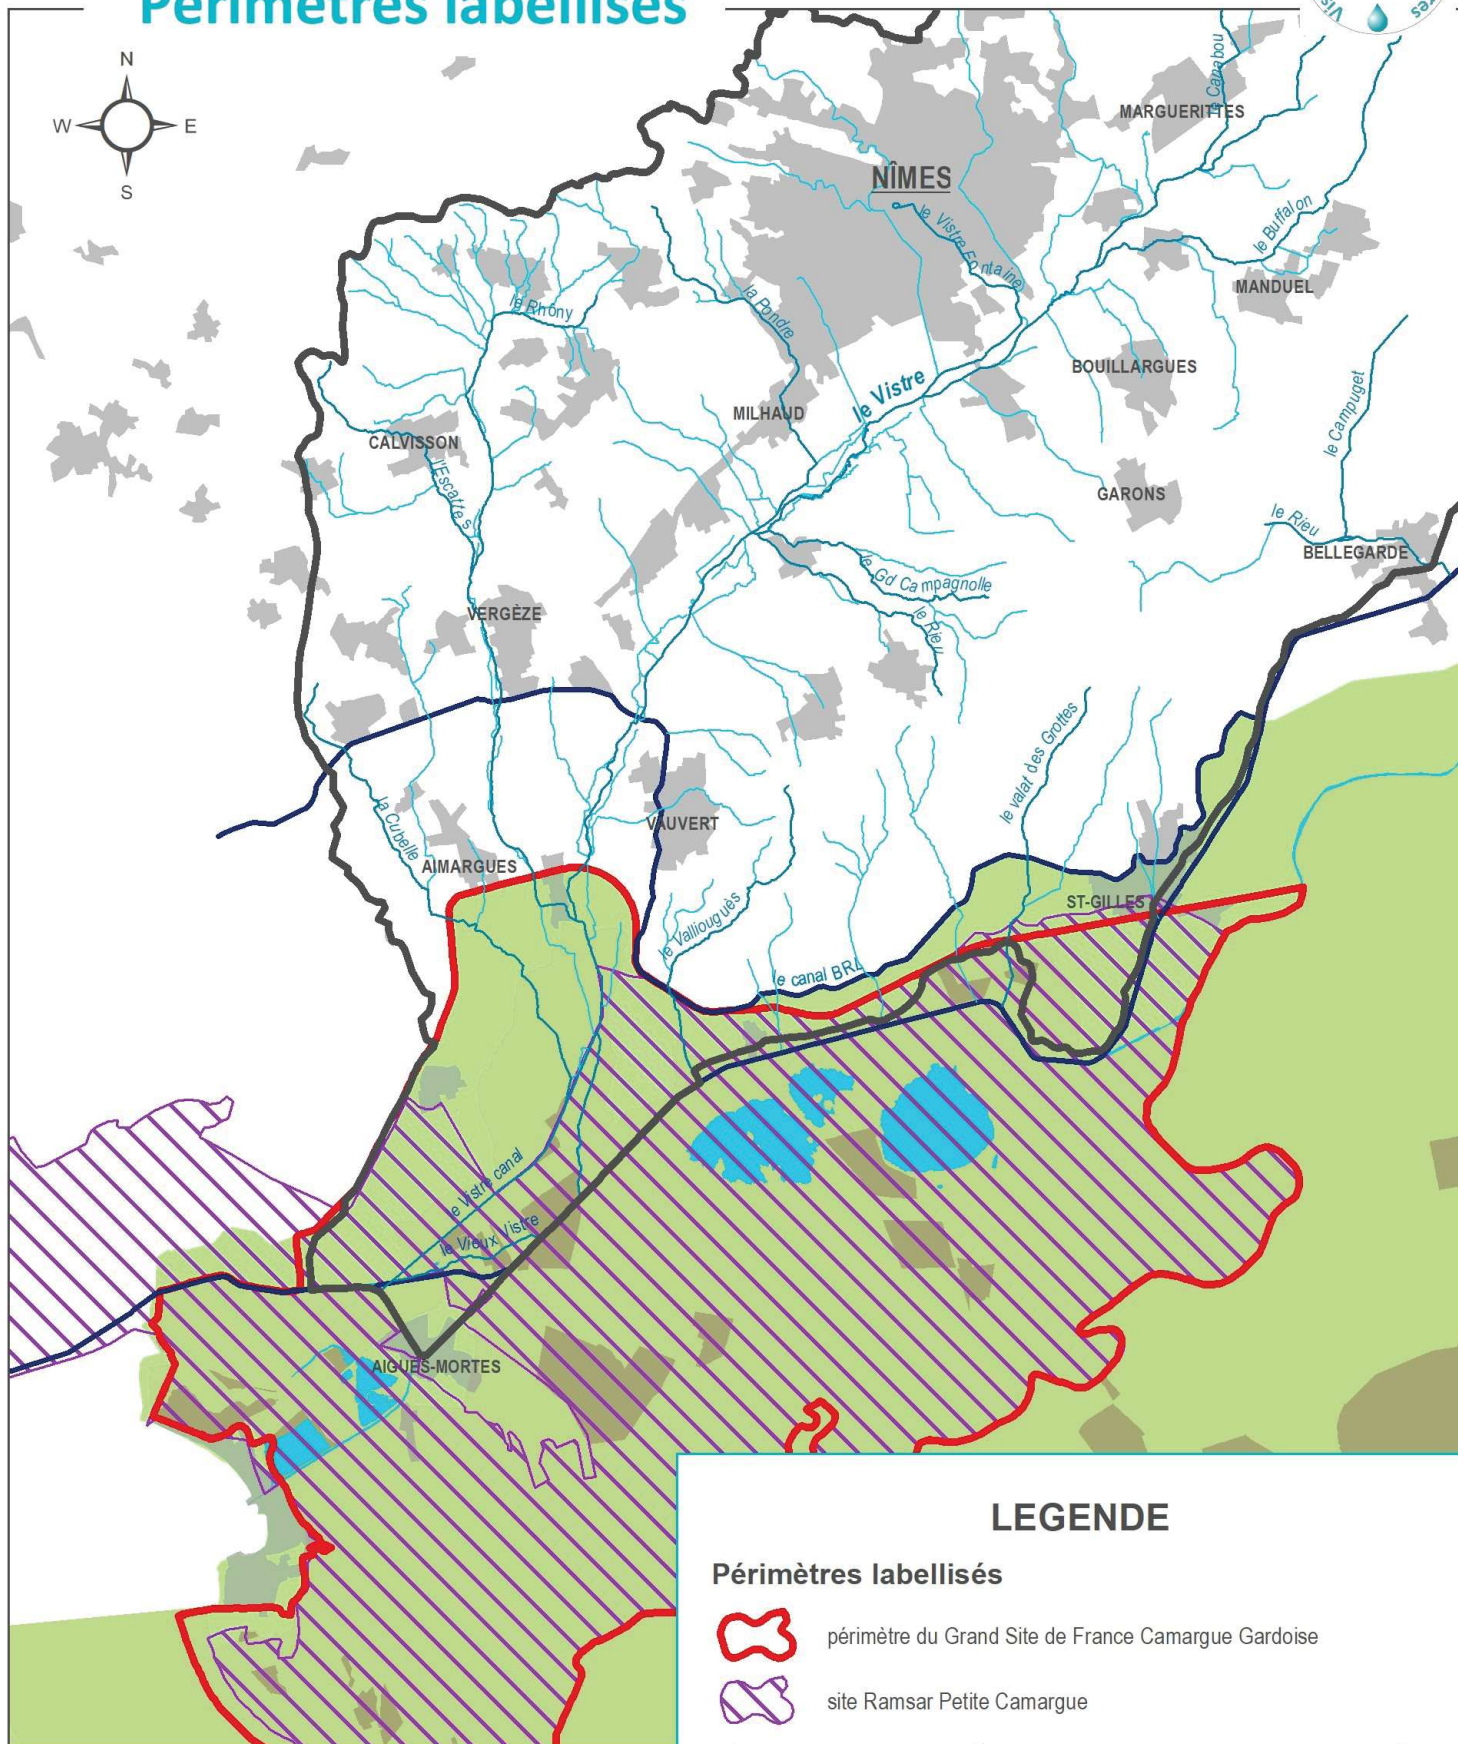 Périmètres labellisés
N
W E
S
le Canabou
MARGUERITTES
NÎMES
le Vistre Fontaine
le Buffalon
MANDUEL
le Rhôny
la Pondre
BOUILLARGUES
le Vistre
MILHAUD
CALVISSON
le Campuget
l'Escattes
GARONS
le Rieu
BELLEGARDE
le Gd Campagnolle
le Rieu
VERGÈZE
le valat des Grottes
la Cubelle
VAUVERT
AIMARGUES
ST-GILLES
le Valliouguès
le canal BRL
le Vistre canal
le Vieux Vistre
AIGUES-MORTES
LEGENDE
Périmètres labellisés
périmètre du Grand Site de France Camargue Gardoise
site Ramsar Petite Camargue